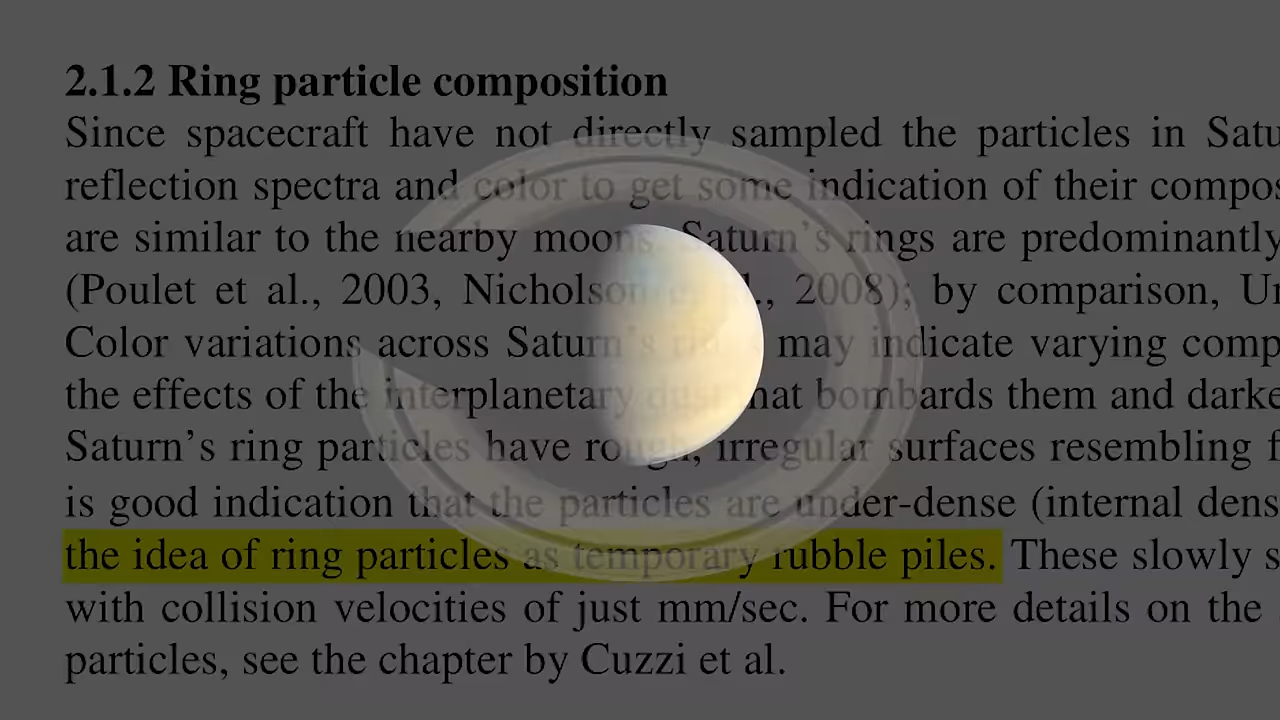 2.1.2 Ring particle composition
Since spacecraft have not directly sampled the particles in Satu
reflection spectra and color to get some indication of their compos
are similar to the nearby moons, Saturn's rings are predominantly
(Poulet et al., 2003, Nicholson et al., 2008); by comparison, Ur
Color variations across Saturn's rings may indicate varying comp
the effects of the interplanetary dust that bombards them and darke
Saturn's ring particles have rough, irregular surfaces resembling f
is good indication that the particles are under-dense (internal dens
the idea of ring particles as temporary rubble piles. These slowly s
with collision velocities of just mm/sec. For more details on the
particles, see the chapter by Cuzzi et al.